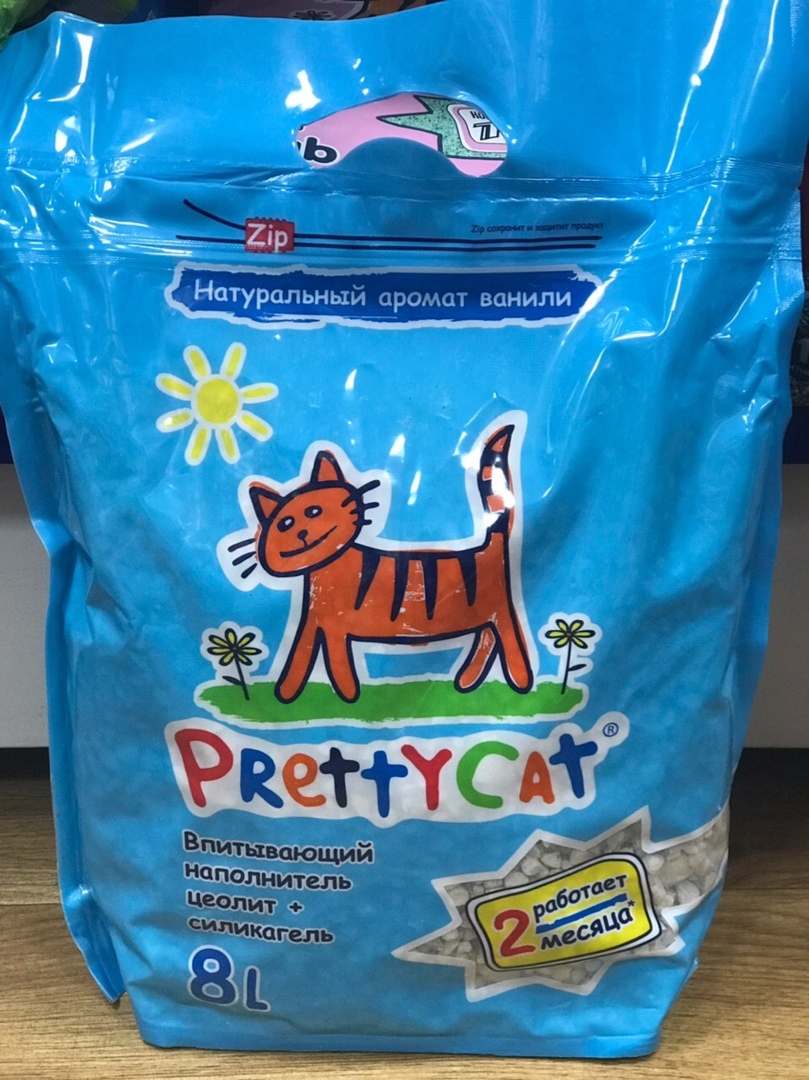 Zip
Zip сохранит и защитит продукт
Натуральный аромат ванили
PRettYCAt®
Впитывающий
наполнитель
цеолит +
силикагель
8L
2 работает
месяца*